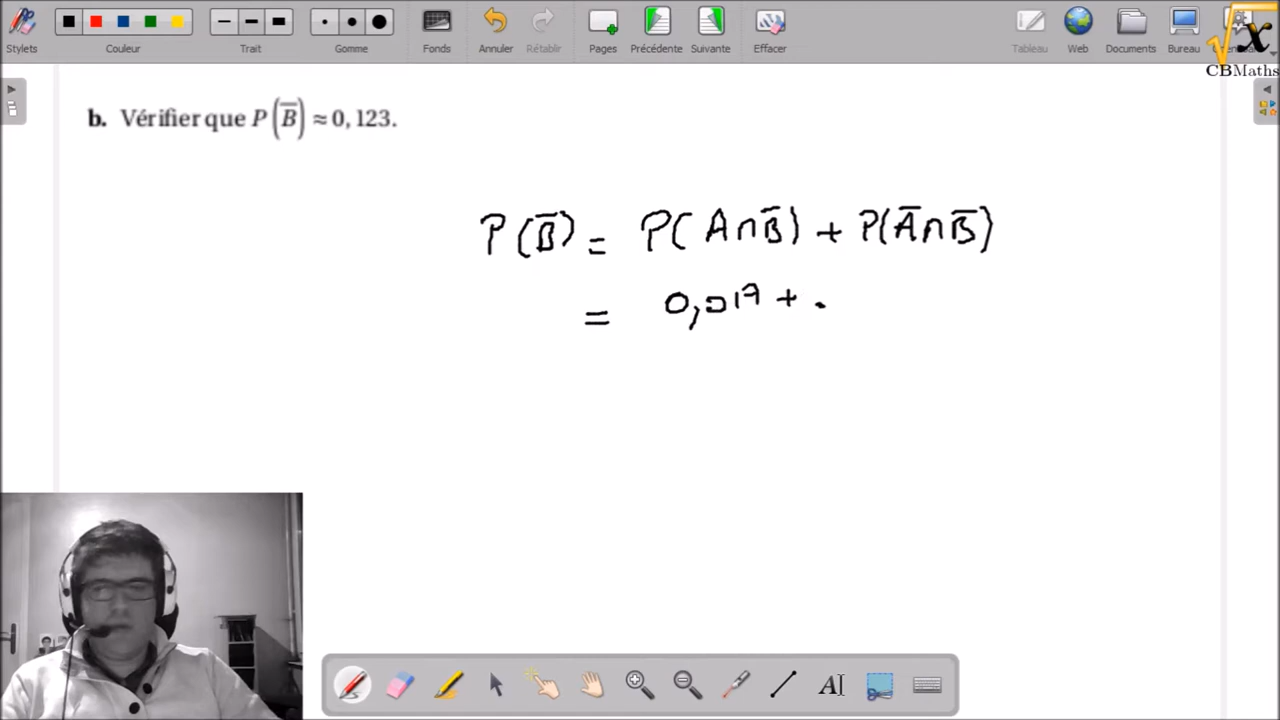 Stylets Couleur Trait Gomme Fonds Annuler Rétablir Pages Précédente Suivante Effacer Tableau Web Documents Bureau
CBMaths
b. Vérifier que P(B̅) ≈ 0, 123.
P(B̅) = P(A∩B̅) + P(A̅∩B̅)
= 0,017 + .
AI